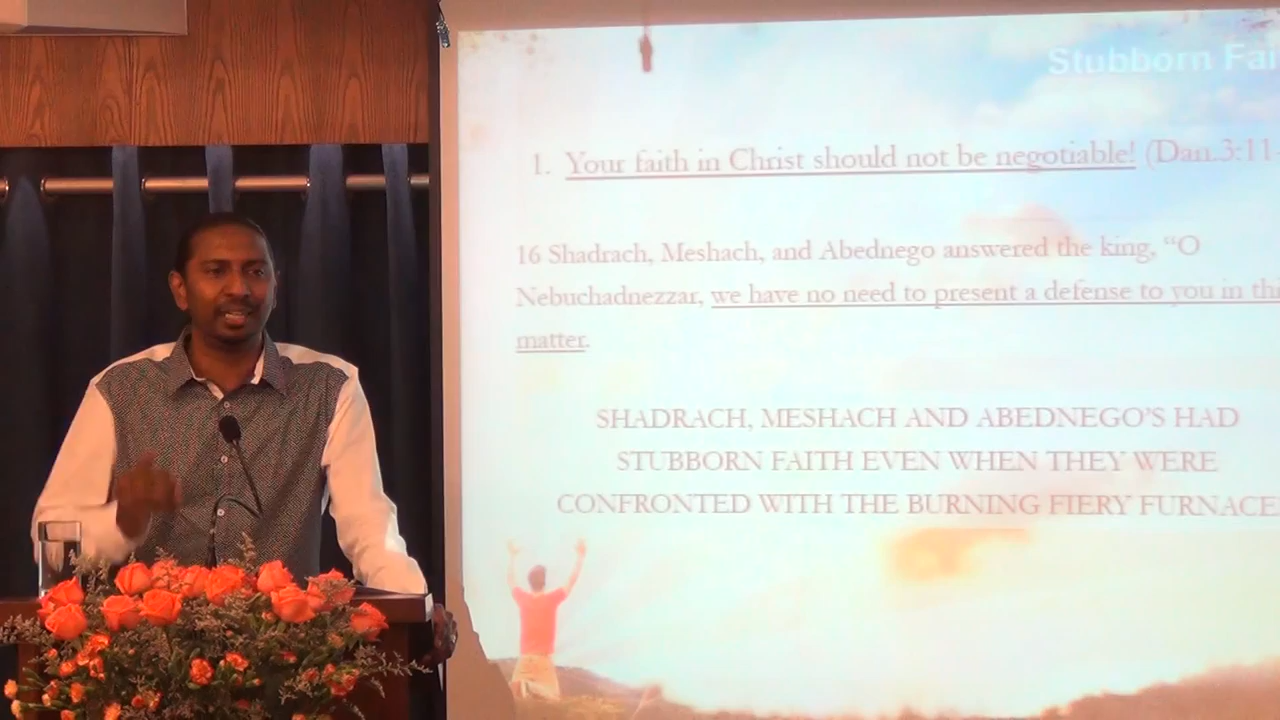 Stubborn Fai
1. Your faith in Christ should not be negotiable! (Dan.3:11-
16 Shadrach, Meshach, and Abednego answered the king, “O
Nebuchadnezzar, we have no need to present a defense to you in this
matter.
SHADRACH, MESHACH AND ABEDNEGO’S HAD
STUBBORN FAITH EVEN WHEN THEY WERE
CONFRONTED WITH THE BURNING FIERY FURNACE